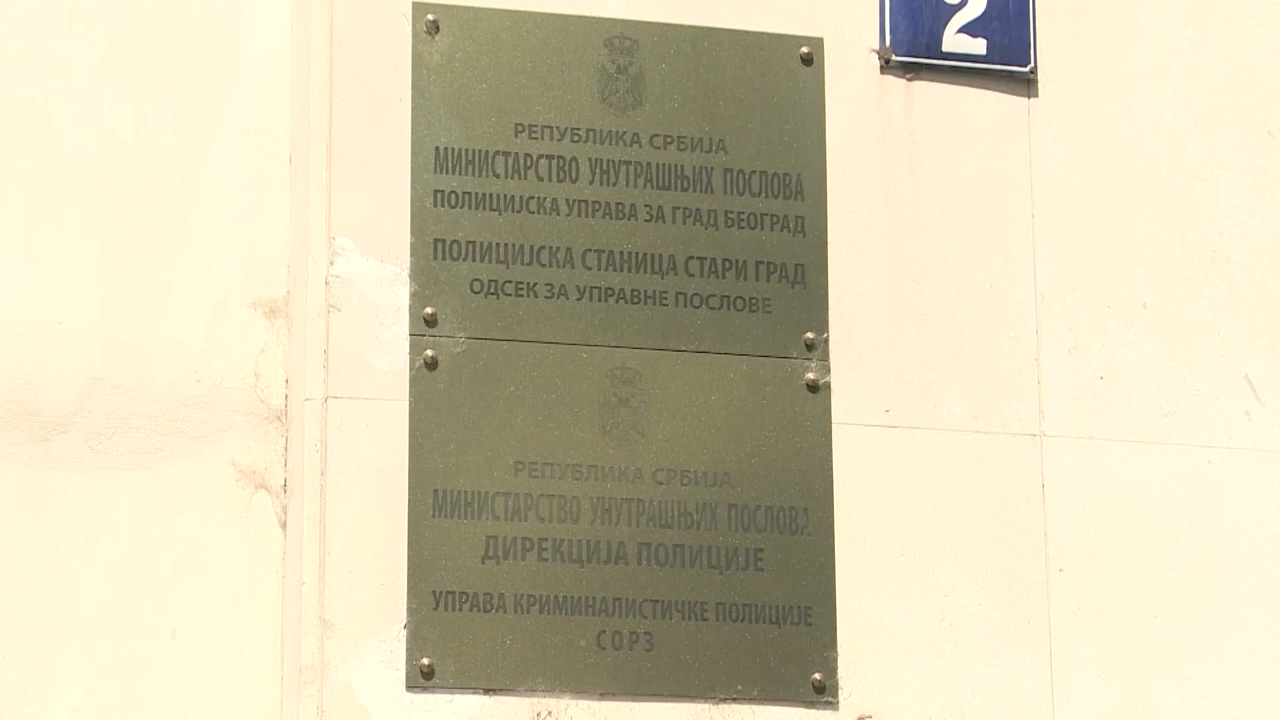 2
РЕПУБЛИКА СРБИЈА
МИНИСТАРСТВО УНУТРАШЊИХ ПОСЛОВА
ПОЛИЦИЈСКА УПРАВА ЗА ГРАД БЕОГРАД
ПОЛИЦИЈСКА СТАНИЦА СТАРИ ГРАД
ОДСЕК ЗА УПРАВНЕ ПОСЛОВЕ
РЕПУБЛИКА СРБИЈА
МИНИСТАРСТВО УНУТРАШЊИХ ПОСЛОВА
ДИРЕКЦИЈА ПОЛИЦИЈЕ
УПРАВА КРИМИНАЛИСТИЧКЕ ПОЛИЦИЈЕ
СОРЗ